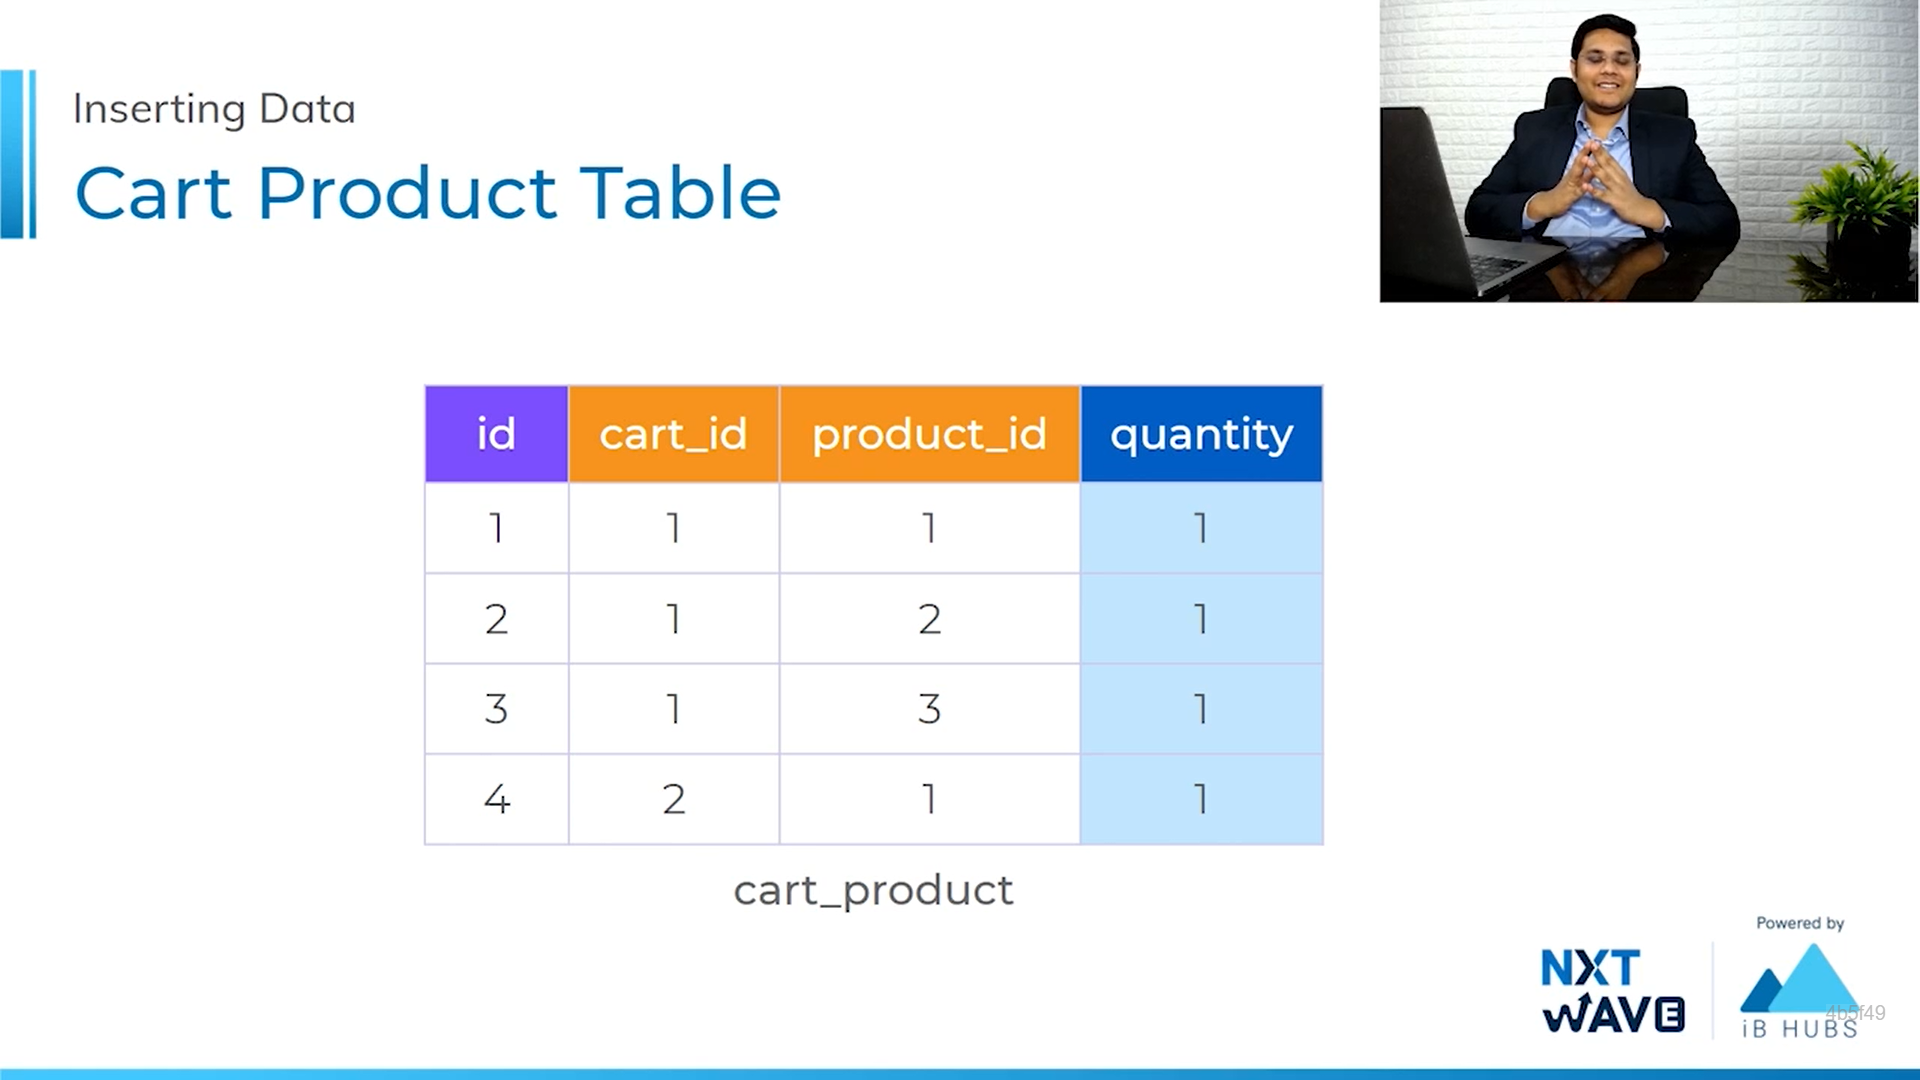 Inserting Data
Cart Product Table
id cart_id product_id quantity
1 1 1 1
2 1 2 1
3 1 3 1
4 2 1 1
cart_product
Powered by
NXT
WAVE
iB HUBS
4b5f49